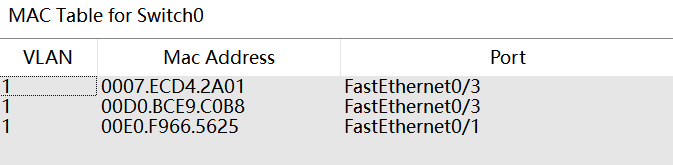 MAC Table for Switch0
VLAN Mac Address Port
1 0007.ECD4.2A01 FastEthernet0/3
1 00D0.BCE9.C0B8 FastEthernet0/3
1 00E0.F966.5625 FastEthernet0/1